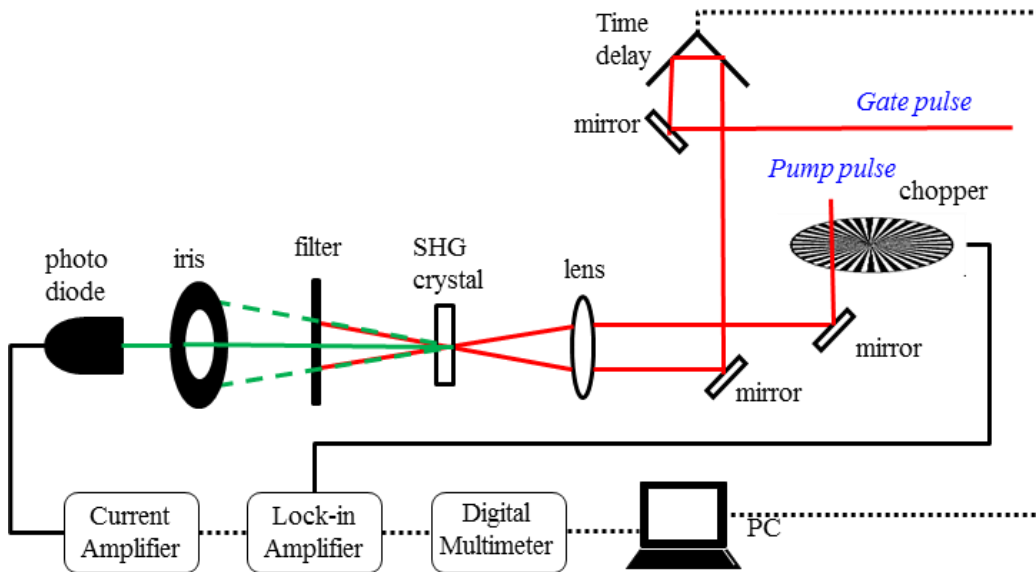 Time
delay
Gate pulse
mirror
Pump pulse
chopper
SHG
crystal
filter
lens
iris
photo
diode
mirror
mirror
Current
Amplifier
Lock-in
Amplifier
Digital
Multimeter
PC